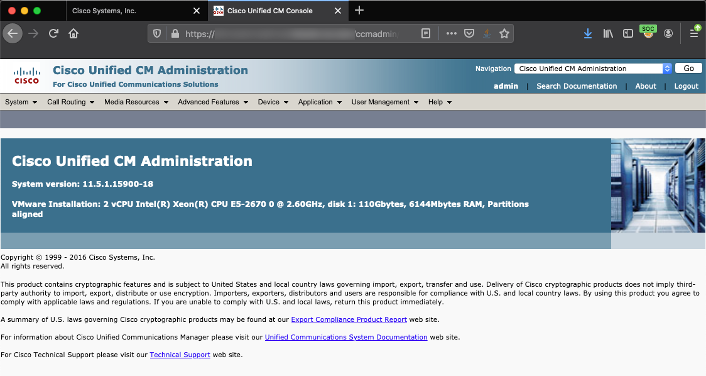 Cisco Systems, Inc.
Cisco Unified CM Console
https://
/ccmadmin
SOC
6
CISCO
Cisco Unified CM Administration
For Cisco Unified Communications Solutions
Navigation Cisco Unified CM Administration Go
admin | Search Documentation | About | Logout
System Call Routing Media Resources Advanced Features Device Application User Management Help
Cisco Unified CM Administration
System version: 11.5.1.15900-18
VMware Installation: 2 vCPU Intel(R) Xeon(R) CPU E5-2670 0 @ 2.60GHz, disk 1: 110Gbytes, 6144Mbytes RAM, Partitions
aligned
Copyright © 1999 - 2016 Cisco Systems, Inc.
All rights reserved.
This product contains cryptographic features and is subject to United States and local country laws governing import, export, transfer and use. Delivery of Cisco cryptographic products does not imply third-
party authority to import, export, distribute or use encryption. Importers, exporters, distributors and users are responsible for compliance with U.S. and local country laws. By using this product you agree to
comply with applicable laws and regulations. If you are unable to comply with U.S. and local laws, return this product immediately.
A summary of U.S. laws governing Cisco cryptographic products may be found at our Export Compliance Product Report web site.
For information about Cisco Unified Communications Manager please visit our Unified Communications System Documentation web site.
For Cisco Technical Support please visit our Technical Support web site.